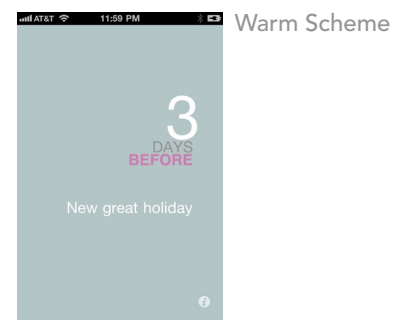 AT&T 11:59 PM
Warm Scheme
3
DAYS
BEFORE
New great holiday
i